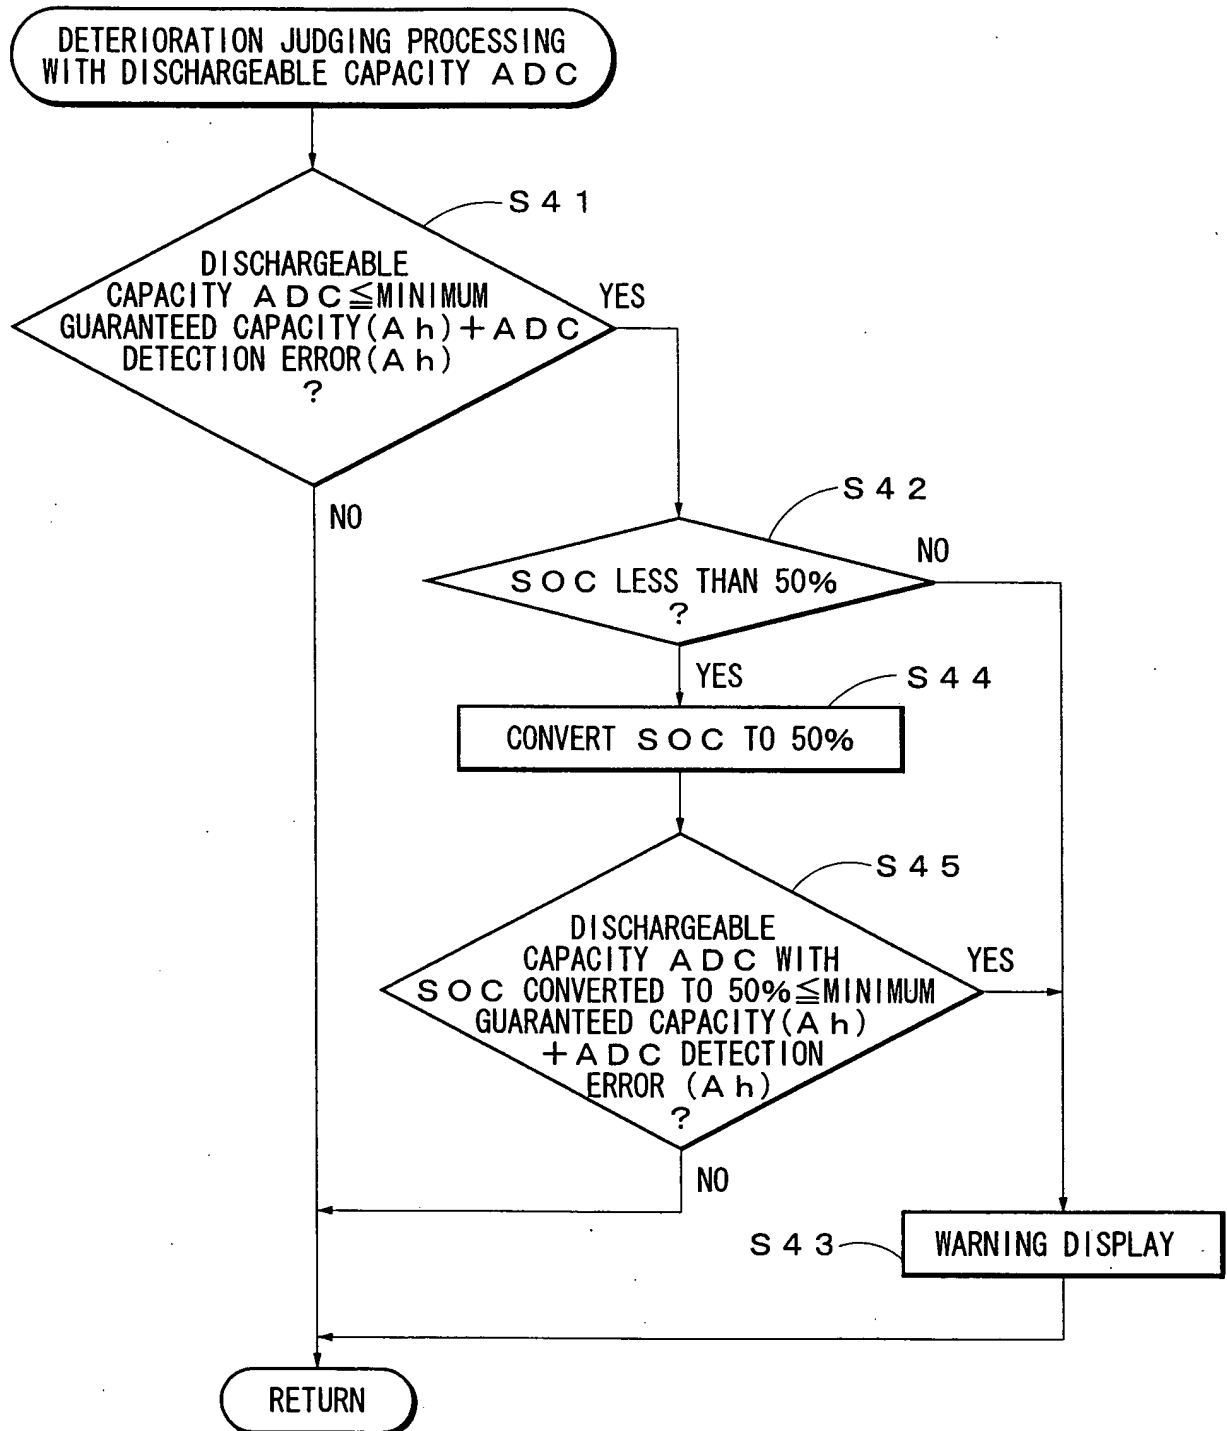 DETERIORATION JUDGING PROCESSING
WITH DISCHARGEABLE CAPACITY ADC
S41
DISCHARGEABLE
CAPACITY ADC≦MINIMUM
GUARANTEED CAPACITY(Ah)+ADC
DETECTION ERROR(Ah)
?
YES
NO
S42
SOC LESS THAN 50%
?
NO
YES
S44
CONVERT SOC TO 50%
S45
DISCHARGEABLE
CAPACITY ADC WITH
SOC CONVERTED TO 50%≦MINIMUM
GUARANTEED CAPACITY(Ah)
+ADC DETECTION
ERROR (Ah)
?
YES
NO
S43
WARNING DISPLAY
RETURN